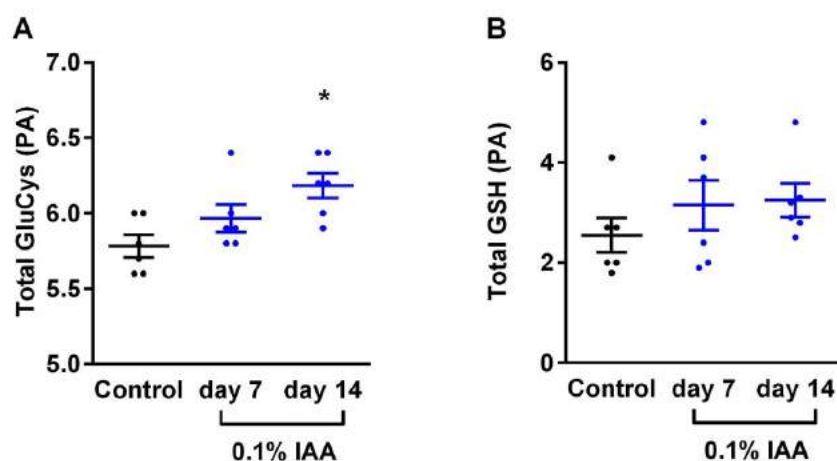 A
Total GluCys (PA)
7.0
6.5
6.0
5.5
5.0
*
Control day 7 day 14
0.1% IAA
B
Total GSH (PA)
6
4
2
0
Control day 7 day 14
0.1% IAA